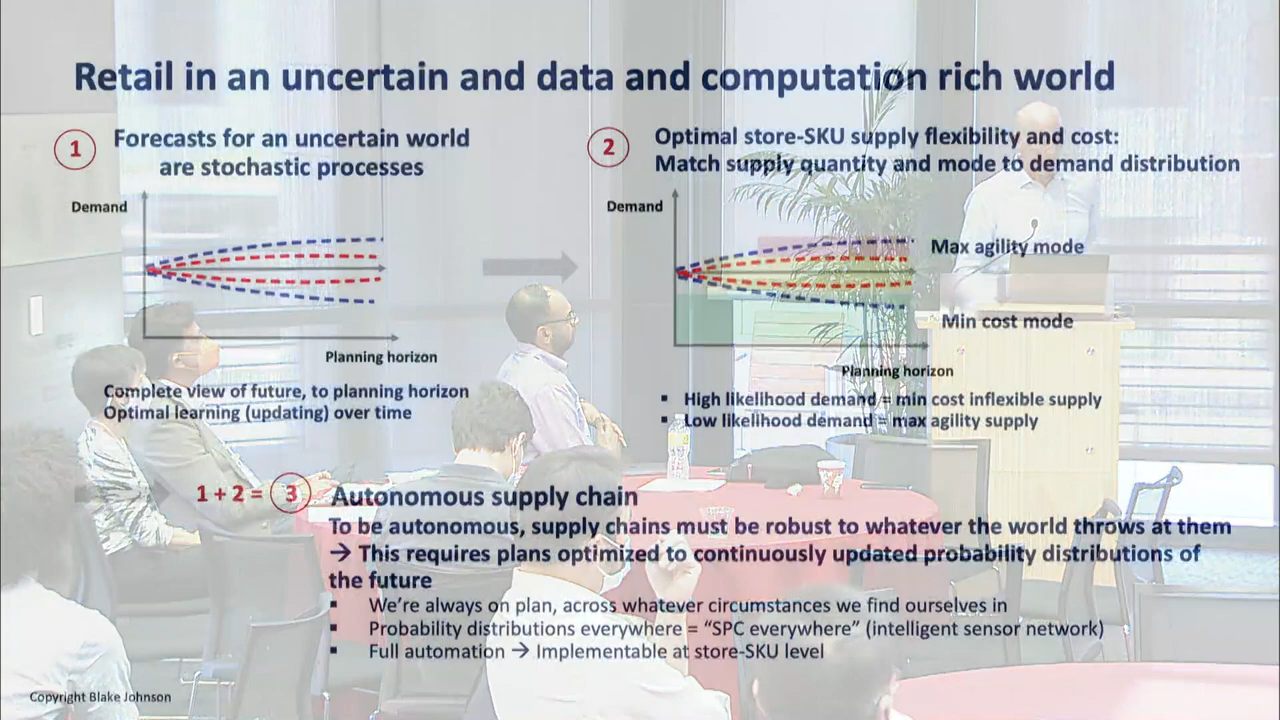 Retail in an uncertain and data and computation rich world
1
Forecasts for an uncertain world
are stochastic processes
Demand
Planning horizon
Complete view of future, to planning horizon
Optimal learning (updating) over time
2
Optimal store-SKU supply flexibility and cost:
Match supply quantity and mode to demand distribution
Demand
Max agility mode
Min cost mode
Planning horizon
▪ High likelihood demand = min cost inflexible supply
▪ Low likelihood demand = max agility supply
1 + 2 = 3 Autonomous supply chain
To be autonomous, supply chains must be robust to whatever the world throws at them
→ This requires plans optimized to continuously updated probability distributions of
the future
▪ We're always on plan, across whatever circumstances we find ourselves in
▪ Probability distributions everywhere = “SPC everywhere” (intelligent sensor network)
▪ Full automation → Implementable at store-SKU level
Copyright Blake Johnson